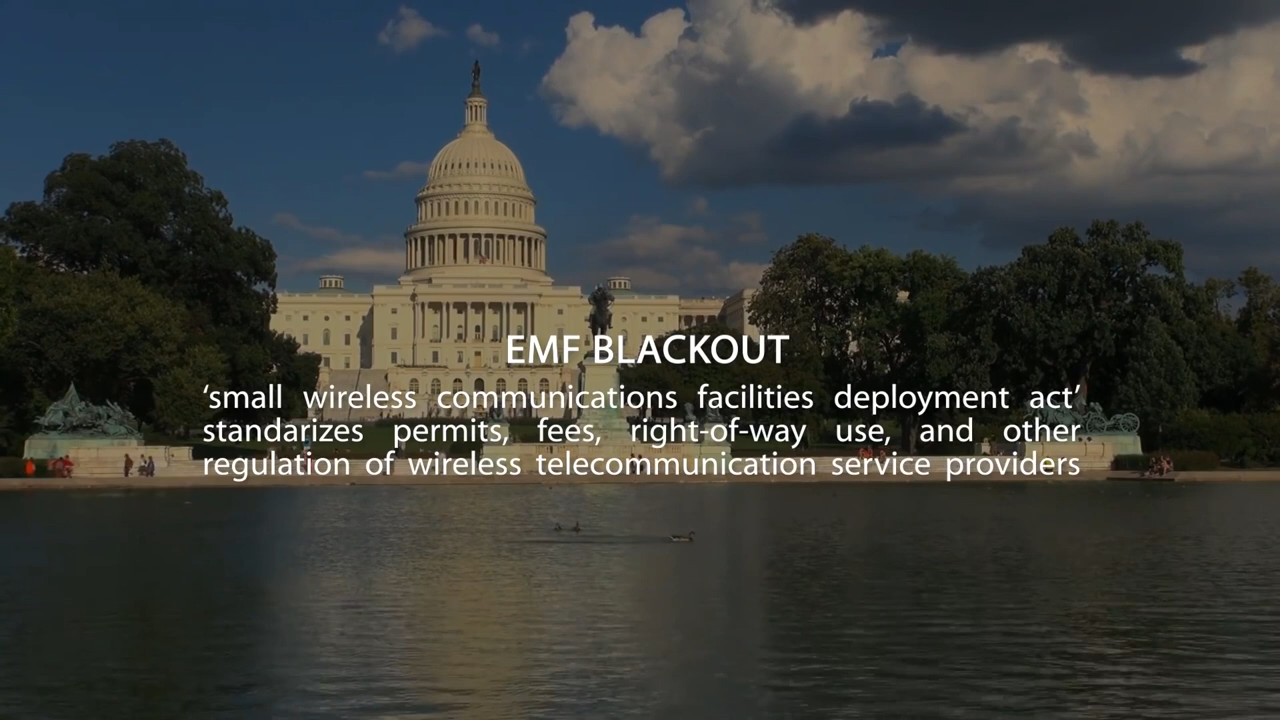 EMF BLACKOUT
‘small wireless communications facilities deployment act’
standarizes permits, fees, right-of-way use, and other
regulation of wireless telecommunication service providers